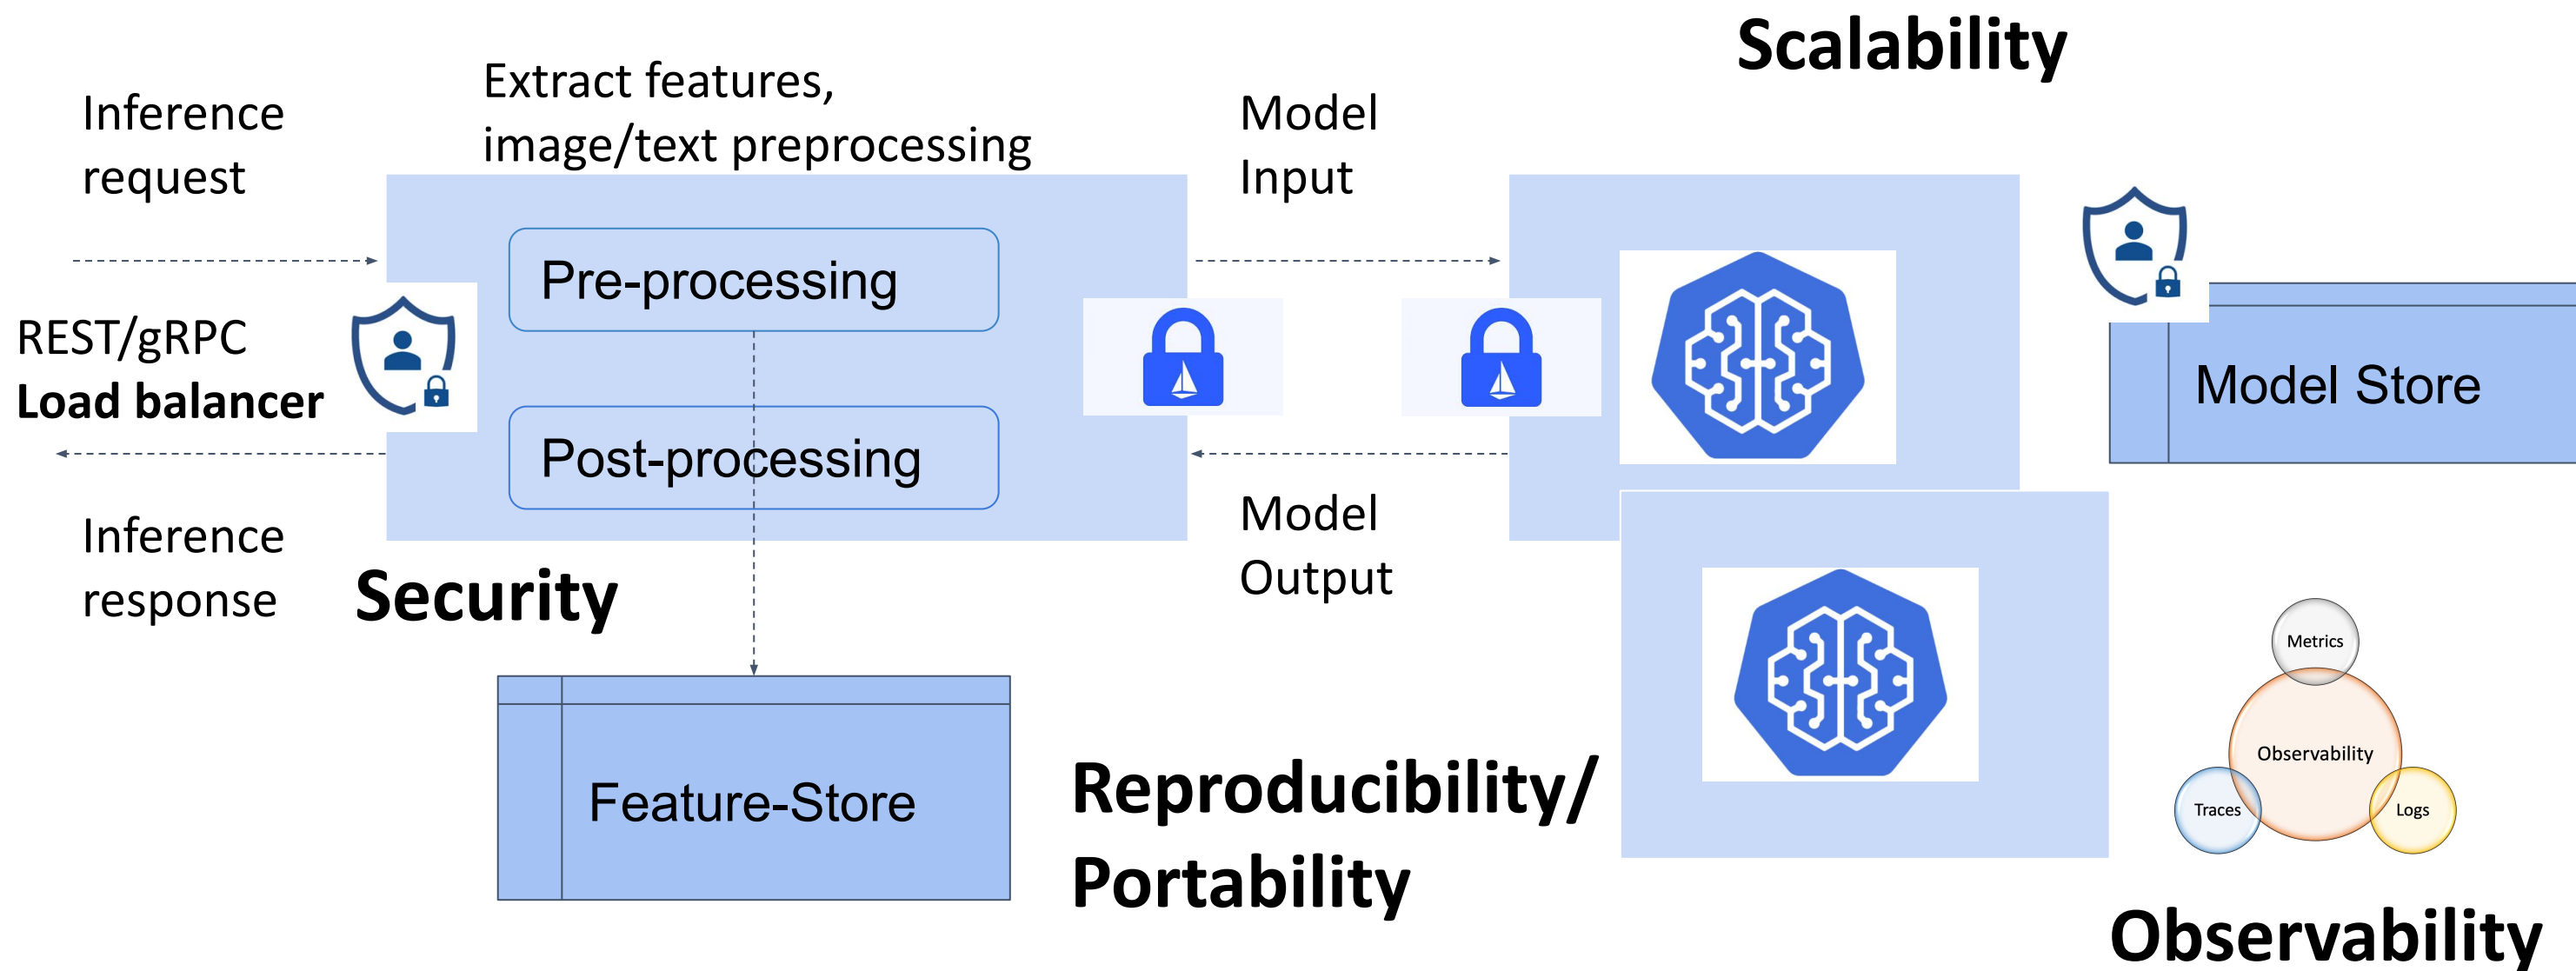 Scalability
Inference
request
Extract features,
image/text preprocessing
Model
Input
Pre-processing
REST/gRPC
Load balancer
Post-processing
Model Store
Inference
response
Model
Output
Security
Feature-Store
Reproducibility/
Portability
Metrics
Observability
Traces
Logs
Observability